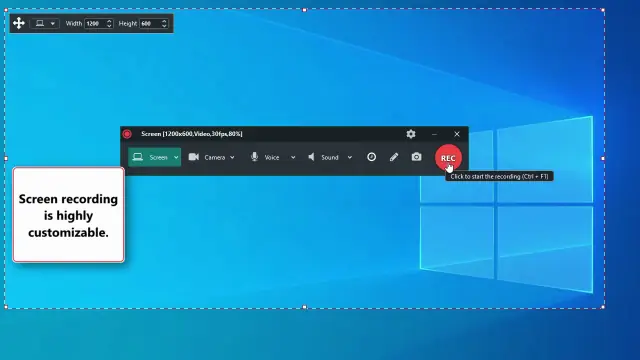 Width 1200 Height 600
Screen [1200x600,Video,30fps,80%]
Screen Camera Voice Sound REC
Click to start the recording (Ctrl + F1)
Screen recording
is highly
customizable.